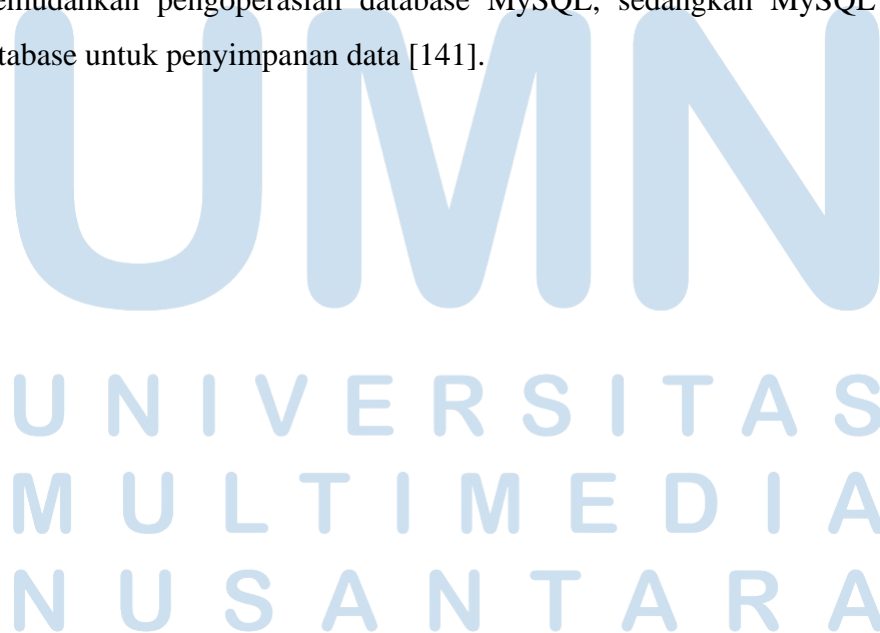 emudahkan pengoperasian database MySQL, sedangkan MySQL
tabase untuk penyimpanan data [141].
UMN
UNIVERSITAS
MULTIMEDIA
NUSANTARA